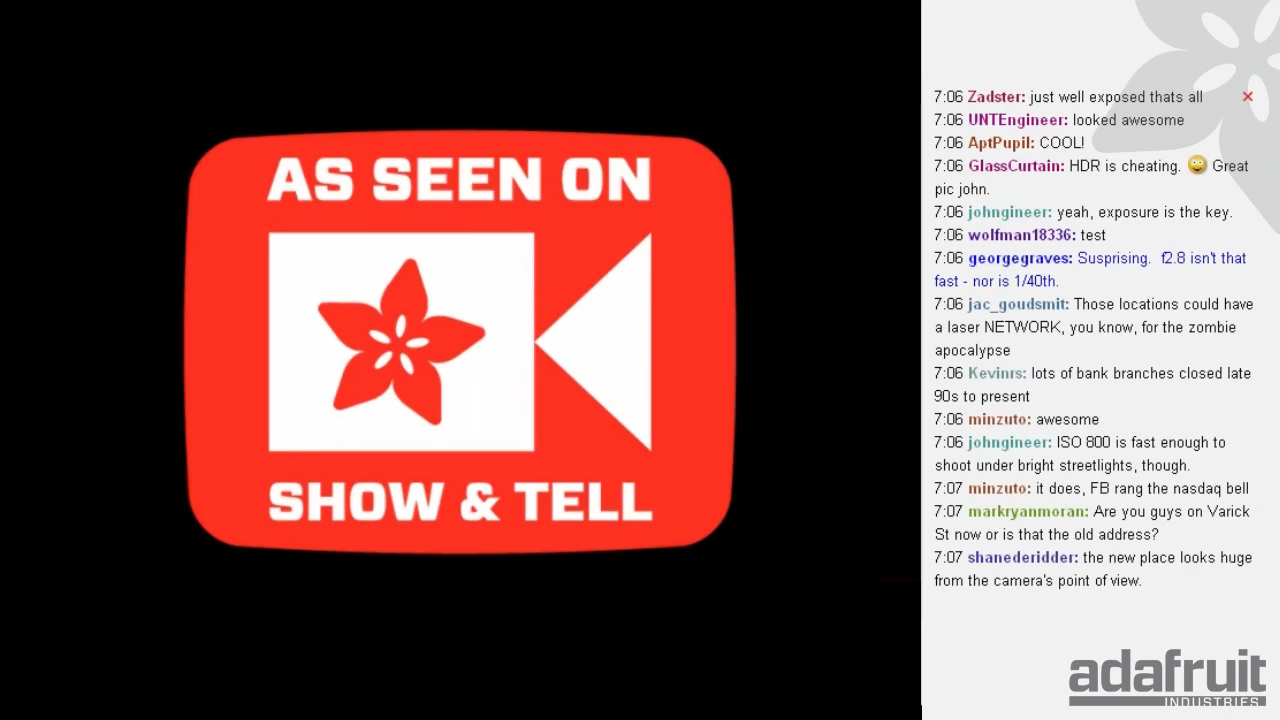 AS SEEN ON
SHOW & TELL
7:06 Zadster: just well exposed thats all
7:06 UNTEngineer: looked awesome
7:06 AptPupil: COOL!
7:06 GlassCurtain: HDR is cheating. Great
pic john.
7:06 johngineer: yeah, exposure is the key.
7:06 wolfman18336: test
7:06 georgegraves: Susprising. f2.8 isn't that
fast - nor is 1/40th.
7:06 jac_goudsmit: Those locations could have
a laser NETWORK, you know, for the zombie
apocalypse
7:06 Kevinrs: lots of bank branches closed late
90s to present
7:06 minzuto: awesome
7:06 johngineer: ISO 800 is fast enough to
shoot under bright streetlights, though.
7:07 minzuto: it does, FB rang the nasdaq bell
7:07 markryanmoran: Are you guys on Varick
St now or is that the old address?
7:07 shanederidder: the new place looks huge
from the camera's point of view.
adafruit
INDUSTRIES